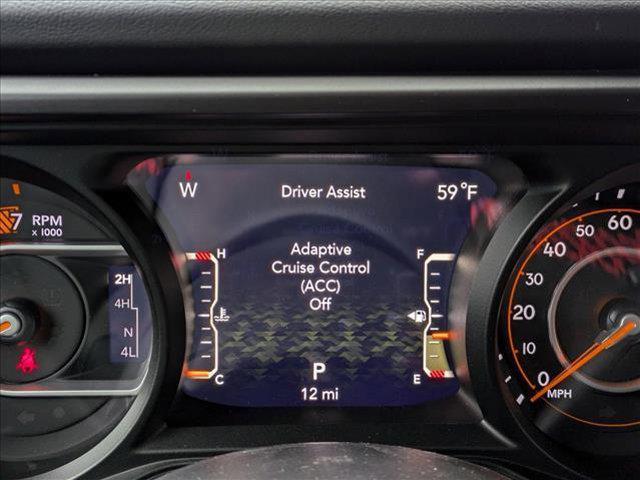 W
Driver Assist
59°F
7
RPM
x 1000
2H
4H
N
4L
H
C
Adaptive
Cruise Control
(ACC)
Off
F
E
P
12 mi
60
50
40
30
20
10
0
MPH